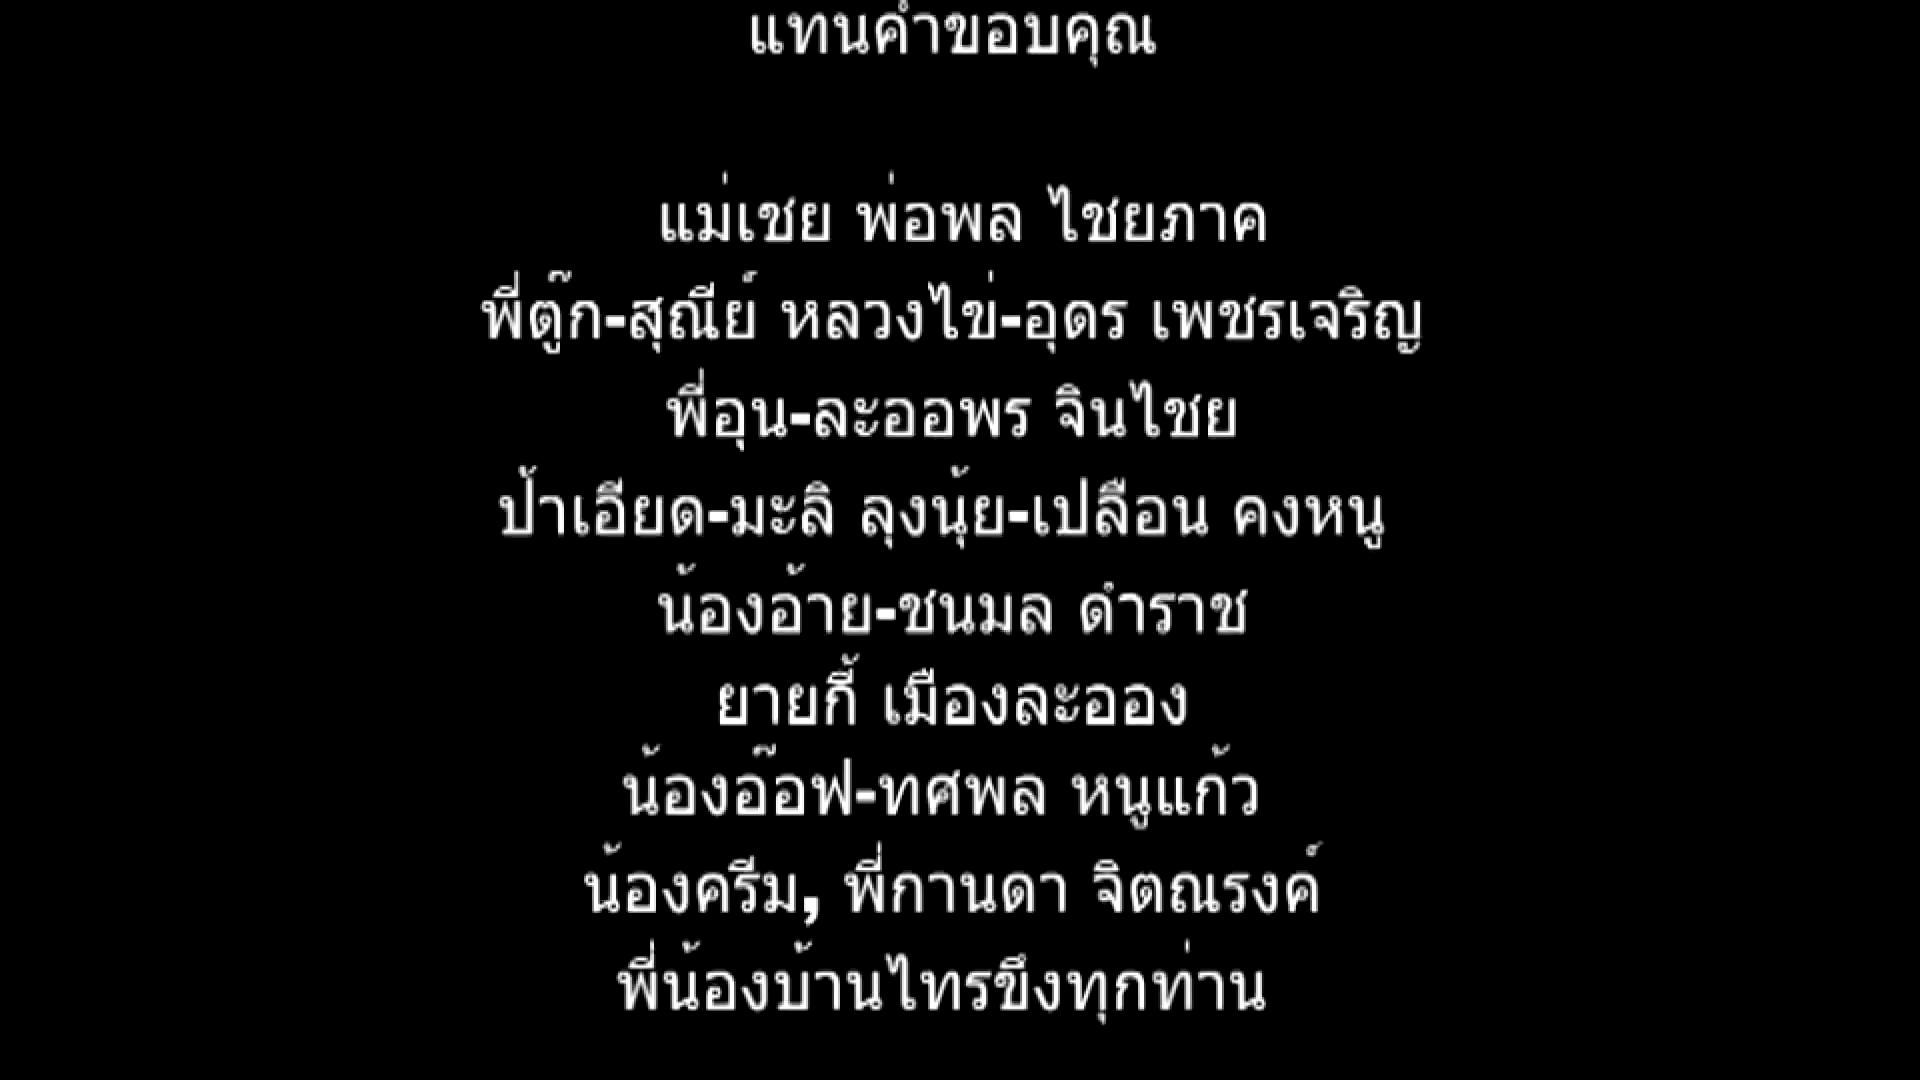 แทนคำขอบคุณ
แม่เชย พ่อพล ไชยภาค
พี่ตู๊ก-สุณีย์ หลวงไข่-อุดร เพชรเจริญ
พี่อุน-ละออพร จินไชย
ป้าเอียด-มะลิ ลุงนุ้ย-เปลือน คงหนู
น้องอ้าย-ชนมล ดำราช
ยายกี้ เมืองละออง
น้องอ๊อฟ-ทศพล หนูแก้ว
น้องครีม, พี่กานดา จิตณรงค์
พี่น้องบ้านไทรขึงทุกท่าน